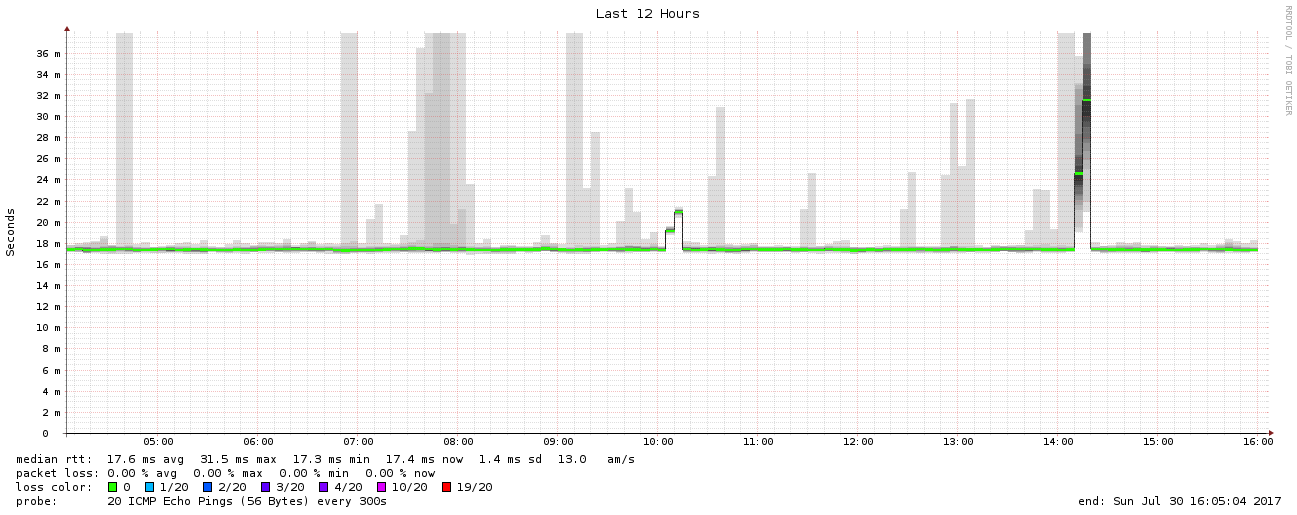 Last 12 Hours
RRDTOOL / TOBI OETIKER
Seconds
36 m
34 m
32 m
30 m
28 m
26 m
24 m
22 m
20 m
18 m
16 m
14 m
12 m
10 m
8 m
6 m
4 m
2 m
0
05:00 06:00 07:00 08:00 09:00 10:00 11:00 12:00 13:00 14:00 15:00 16:00
median rtt: 17.6 ms avg 31.5 ms max 17.3 ms min 17.4 ms now 1.4 ms sd 13.0 am/s
packet loss: 0.00 % avg 0.00 % max 0.00 % min 0.00 % now
loss color: 0 1/20 2/20 3/20 4/20 10/20 19/20
probe: 20 ICMP Echo Pings (56 Bytes) every 300s end: Sun Jul 30 16:05:04 2017